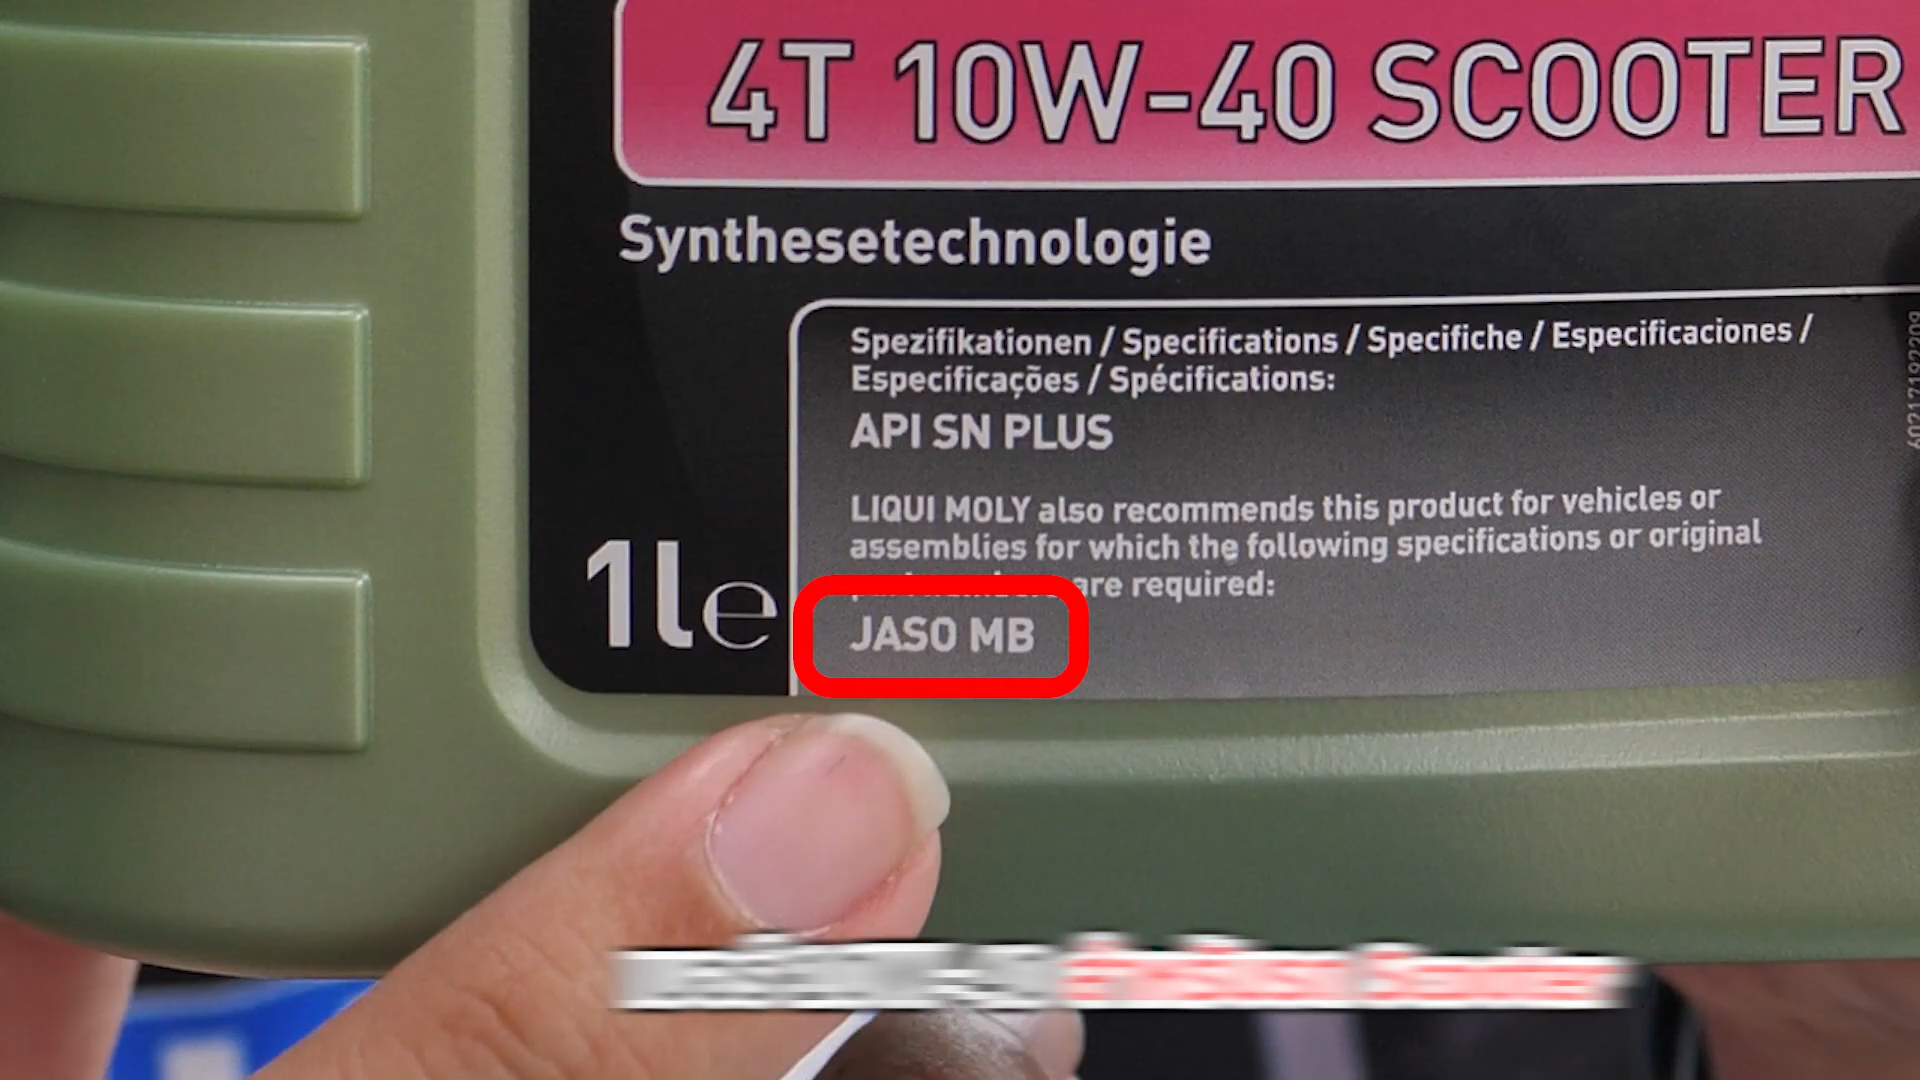 4T 10W-40 SCOOTER
Synthesetechnologie
Spezifikationen / Specifications / Specifiche / Especificaciones /
Especificações / Spécifications:
API SN PLUS
LIQUI MOLY also recommends this product for vehicles or
assemblies for which the following specifications or original
are required:
JASO MB
1l e